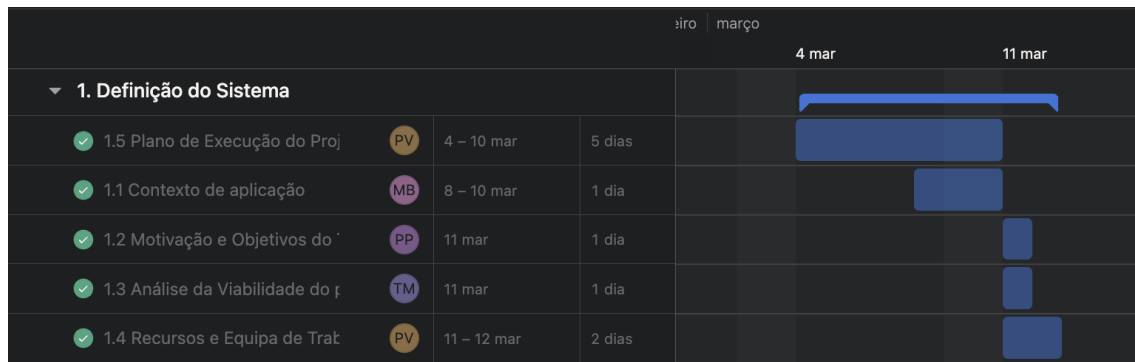 eiro março
4 mar 11 mar
1. Definição do Sistema
1.5 Plano de Execução do Proj PV 4 – 10 mar 5 dias
1.1 Contexto de aplicação MB 8 – 10 mar 1 dia
1.2 Motivação e Objetivos do PP 11 mar 1 dia
1.3 Análise da Viabilidade do TM 11 mar 1 dia
1.4 Recursos e Equipa de Trab PV 11 – 12 mar 2 dias